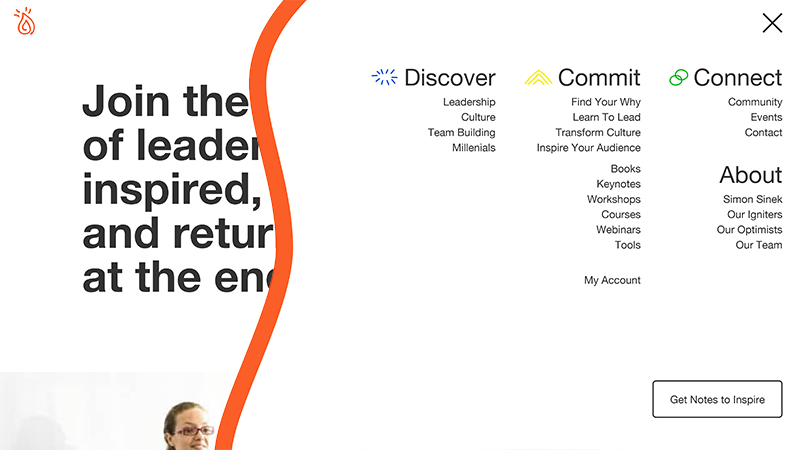 Join the
of leader
inspired,
and retur
at the end
Discover
Leadership
Culture
Team Building
Millenials
Commit
Find Your Why
Learn To Lead
Transform Culture
Inspire Your Audience
Books
Keynotes
Workshops
Courses
Webinars
Tools
My Account
Connect
Community
Events
Contact
About
Simon Sinek
Our Igniters
Our Optimists
Our Team
Get Notes to Inspire